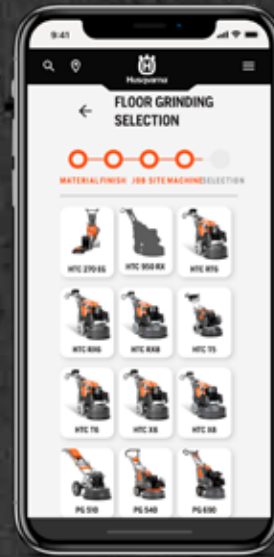 9:41
Husqvarna
FLOOR GRINDING
SELECTION
MATERIAL FINISH JOB SITE MACHINE SELECTION
HTC 270 EG HTC 950 RX HTC RT6
HTC RX6 HTC RX8 HTC T5
HTC T6 HTC X6 HTC X8
PG 510 PG 540 PG 690